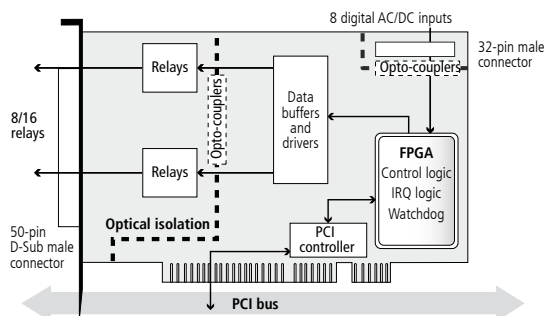 8 digital AC/DC inputs
32-pin male
connector
Opto-couplers
Relays
Opto-couplers
Data
buffers
and
drivers
8/16
relays
FPGA
Control logic
IRQ logic
Watchdog
Relays
50-pin
D-Sub male
connector
Optical isolation
PCI
controller
PCI bus